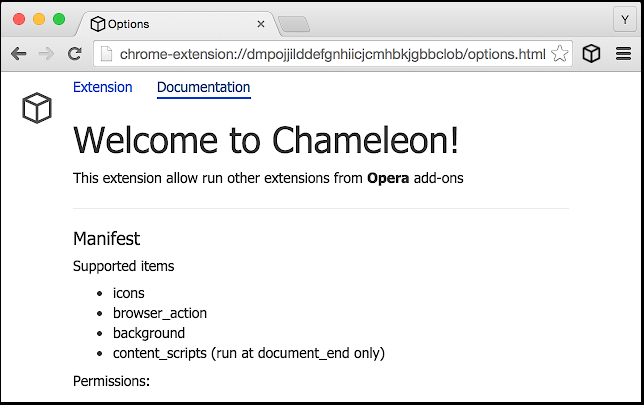 Options
Y
chrome-extension://dmpojjilddefgnhiicjcmhbkjgbbclob/options.html
Extension Documentation
Welcome to Chameleon!
This extension allow run other extensions from Opera add-ons
Manifest
Supported items
icons
browser_action
background
content_scripts (run at document_end only)
Permissions: